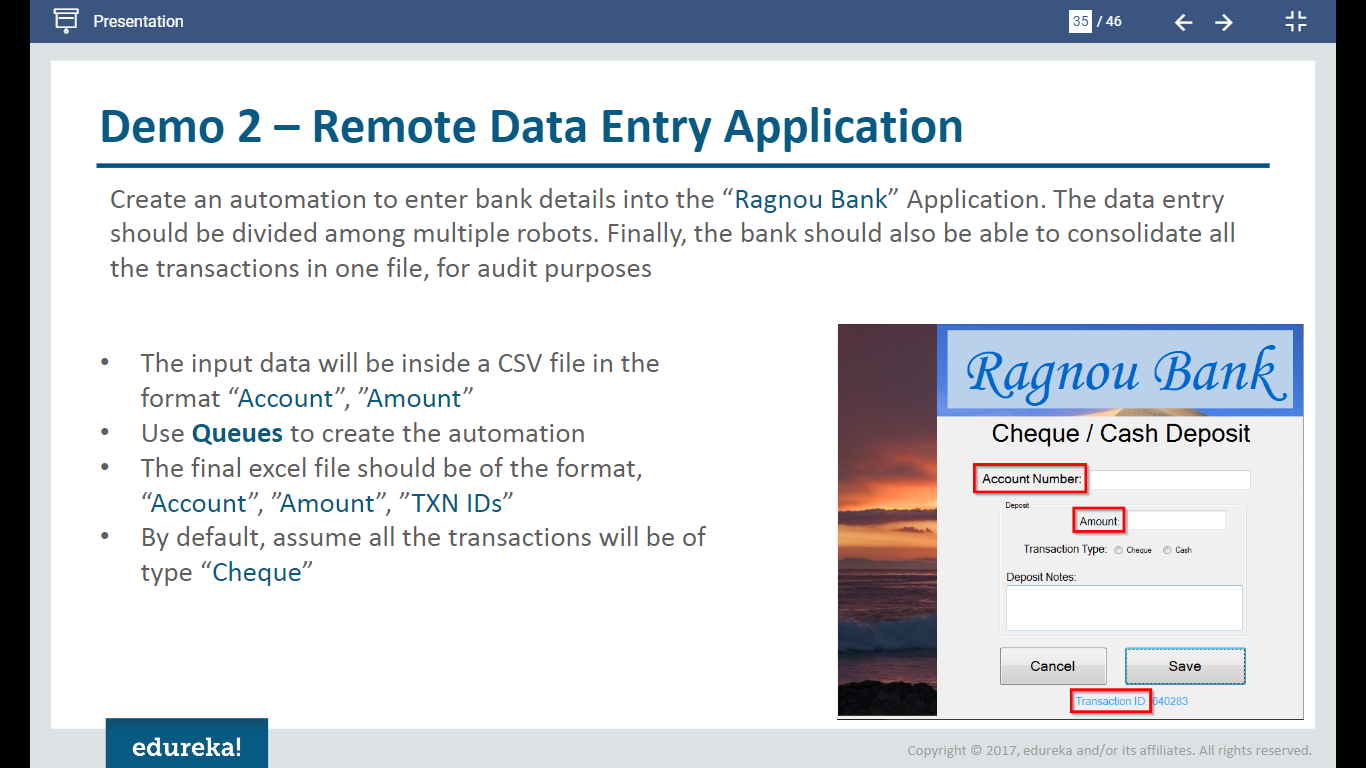 Presentation
35 / 46
Demo 2 – Remote Data Entry Application
Create an automation to enter bank details into the “Ragnou Bank” Application. The data entry
should be divided among multiple robots. Finally, the bank should also be able to consolidate all
the transactions in one file, for audit purposes
• The input data will be inside a CSV file in the
format “Account”, ”Amount”
• Use Queues to create the automation
• The final excel file should be of the format,
“Account”, ”Amount”, ”TXN IDs”
• By default, assume all the transactions will be of
type “Cheque”
Ragnou Bank
Cheque / Cash Deposit
Account Number:
Deposit
Amount:
Transaction Type: Cheque Cash
Deposit Notes:
Cancel Save
Transaction ID: 640283
edureka!
Copyright © 2017, edureka and/or its affiliates. All rights reserved.